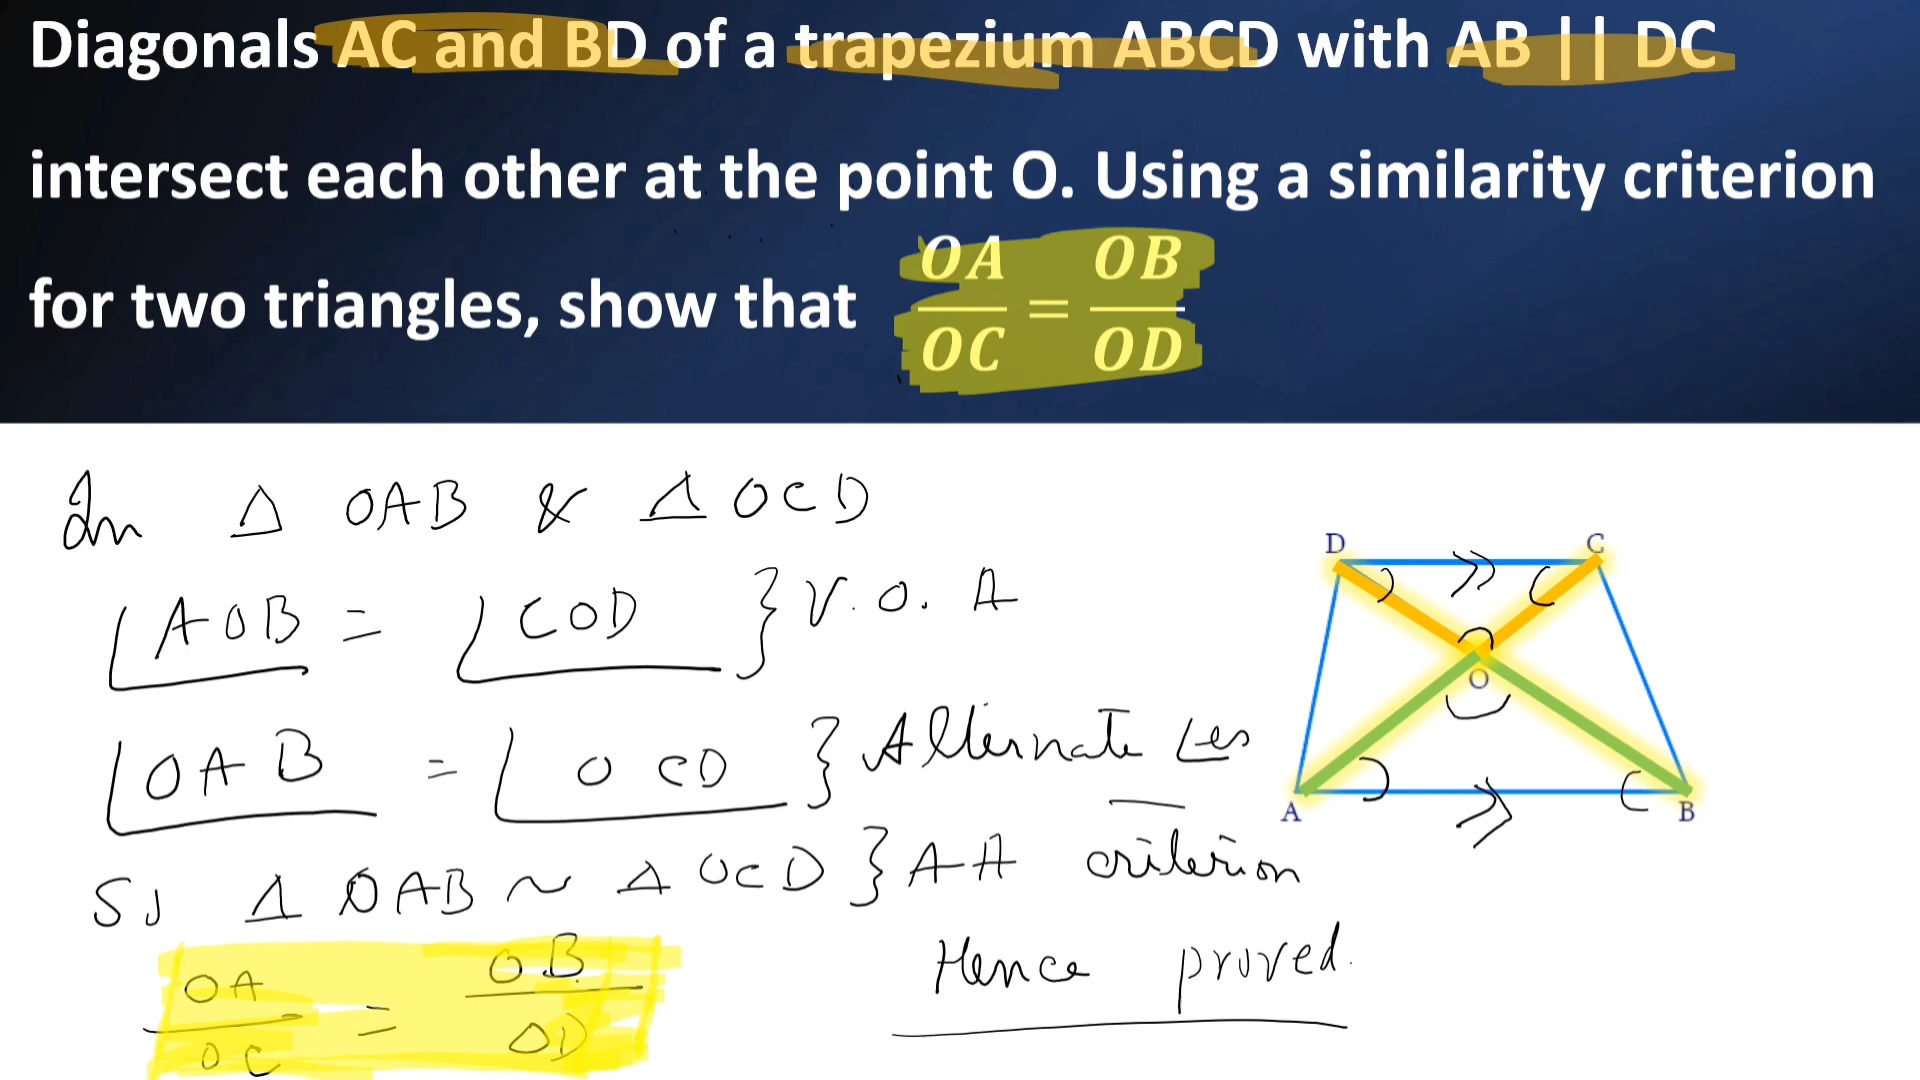 Diagonals AC and BD of a trapezium ABCD with AB || DC
intersect each other at the point O. Using a similarity criterion
for two triangles, show that OA/OC = OB/OD
In Δ OAB & Δ OCD
∠AOB = ∠COD } V.O.A
∠OAB = ∠OCD } Alternate ∠es
So Δ OAB ~ Δ OCD } AA criterion
OA/OC = OB/OD
Hence proved.
D C
O
A B